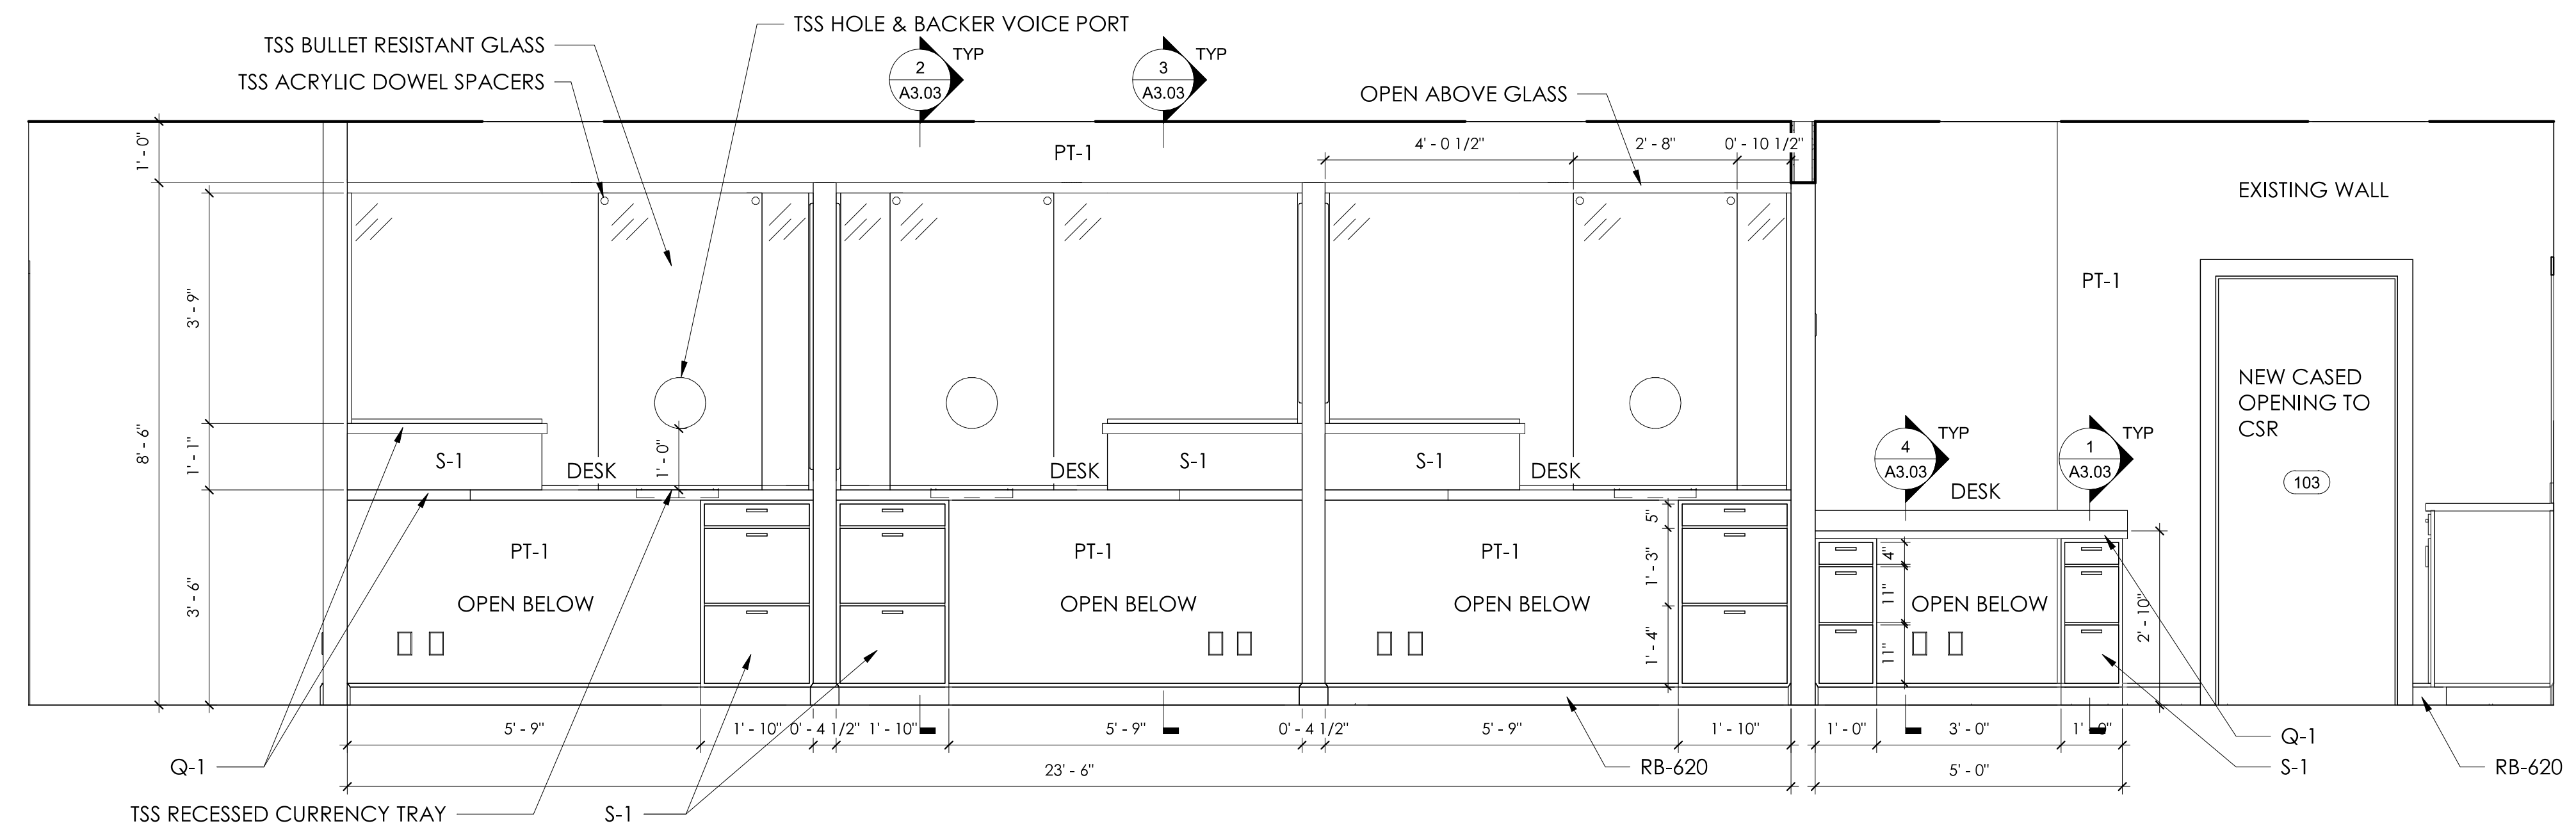 TSS HOLE & BACKER VOICE PORT
TSS BULLET RESISTANT GLASS
TSS ACRYLIC DOWEL SPACERS
2
A3.03
TYP
3
A3.03
TYP
OPEN ABOVE GLASS
1' - 0"
PT-1
4' - 0 1/2"
2' - 8"
0' - 10 1/2"
EXISTING WALL
PT-1
3' - 9"
8' - 6"
1' - 1"
3' - 6"
NEW CASED
OPENING TO
CSR
103
S-1
DESK
1' - 0"
DESK
S-1
S-1
DESK
4
A3.03
TYP
1
A3.03
TYP
DESK
PT-1
OPEN BELOW
PT-1
OPEN BELOW
PT-1
OPEN BELOW
5"
1' - 3"
1' - 4"
4"
11"
11"
OPEN BELOW
2' - 10"
5' - 9"
1' - 10"
0' - 4 1/2"
1' - 10"
5' - 9"
0' - 4 1/2"
5' - 9"
1' - 10"
1' - 0"
3' - 0"
Q-1
23' - 6"
5' - 0"
Q-1
S-1
RB-620
RB-620
TSS RECESSED CURRENCY TRAY
S-1